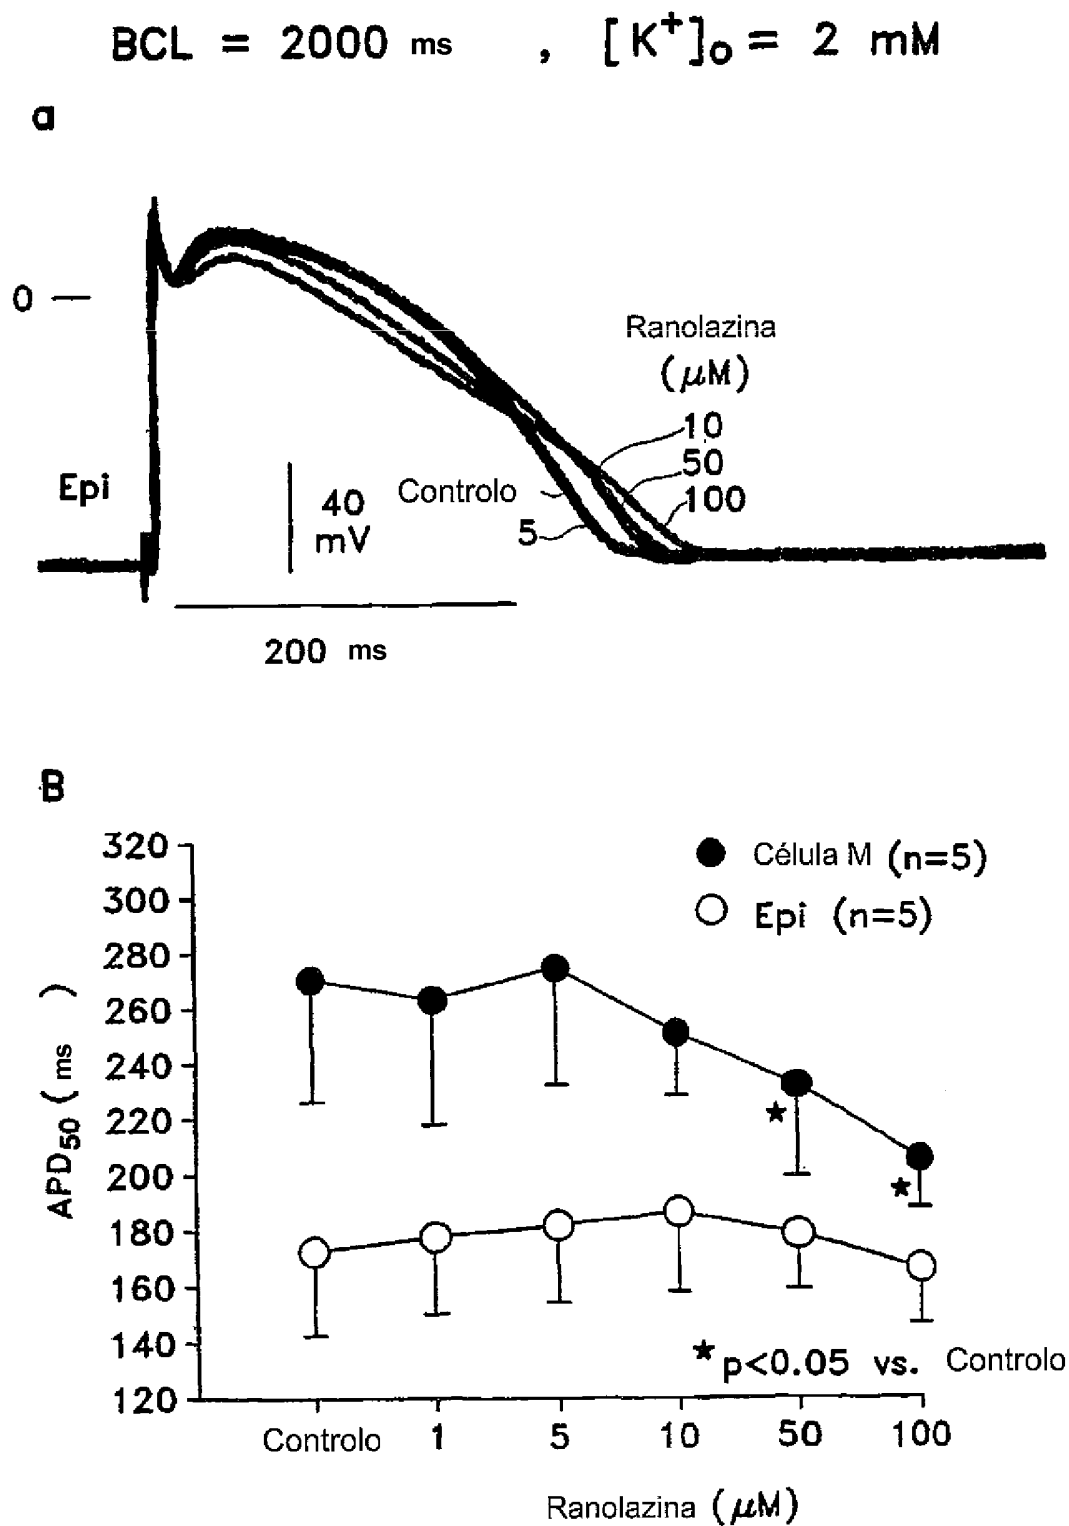 BCL = 2000 ms , [K⁺]₀ = 2 mM
a
0
Ranolazina
(μM)
10
50
100
Epi
Controlo
5
40
mV
200 ms
B
Célula M (n=5)
Epi (n=5)
320
300
280
260
240
220
200
180
160
140
120
APD₅₀ (ms)
★
★
★ p<0.05 vs. Controlo
Controlo 1 5 10 50 100
Ranolazina (μM)